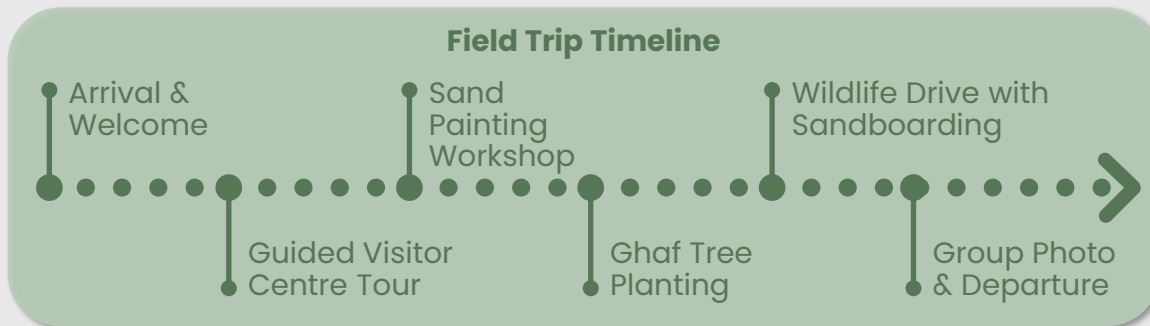 Field Trip Timeline
Arrival &
Welcome
Guided Visitor
Centre Tour
Sand
Painting
Workshop
Ghaf Tree
Planting
Wildlife Drive with
Sandboarding
Group Photo
& Departure